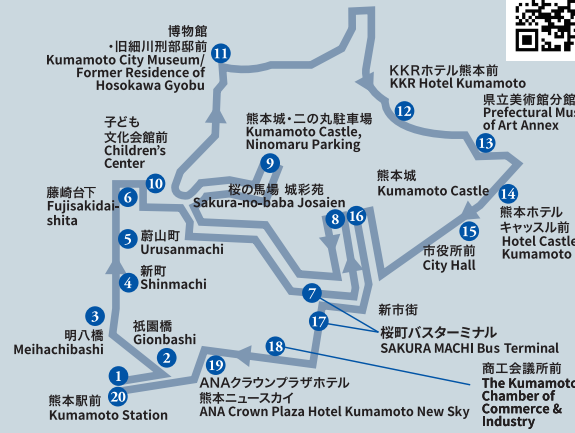 博物館
・旧細川刑部邸前
Kumamoto City Museum/
Former Residence of
Hosokawa Gyobu
11
KKRホテル熊本前
KKR Hotel Kumamoto
12
県立美術館分館
Prefectural Mus
of Art Annex
13
子ども
文化会館前
Children's
Center
10
熊本城・二の丸駐車場
Kumamoto Castle,
Ninomaru Parking
9
熊本城
Kumamoto Castle
14
熊本ホテル
キャッスル前
Hotel Castle
Kumamoto
桜の馬場 城彩苑
Sakura-no-baba Josaien
8
16
藤崎台下
Fujisakidai-
shita
6
15
市役所前
City Hall
5
蔚山町
Urusanmachi
4
新町
Shinmachi
7
新市街
17
桜町バスターミナル
SAKURA MACHI Bus Terminal
3
明八橋
Meihachibashi
祇園橋
Gionbashi
2
18
商工会議所前
The Kumamoto
Chamber of
Commerce &
Industry
1
20
熊本駅前
Kumamoto Station
19
ANAクラウンプラザホテル
熊本ニュースカイ
ANA Crown Plaza Hotel Kumamoto New Sky